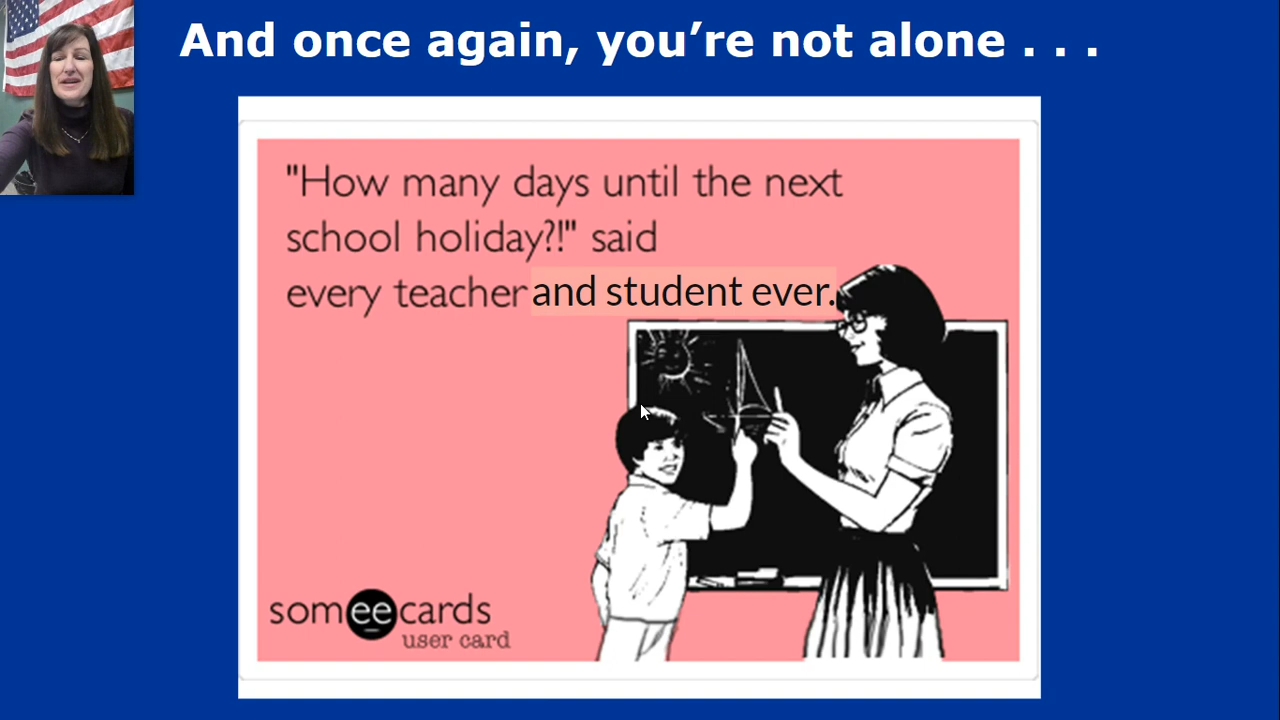 And once again, you’re not alone . . .
"How many days until the next
school holiday?!" said
every teacher and student ever.
someecards
user card